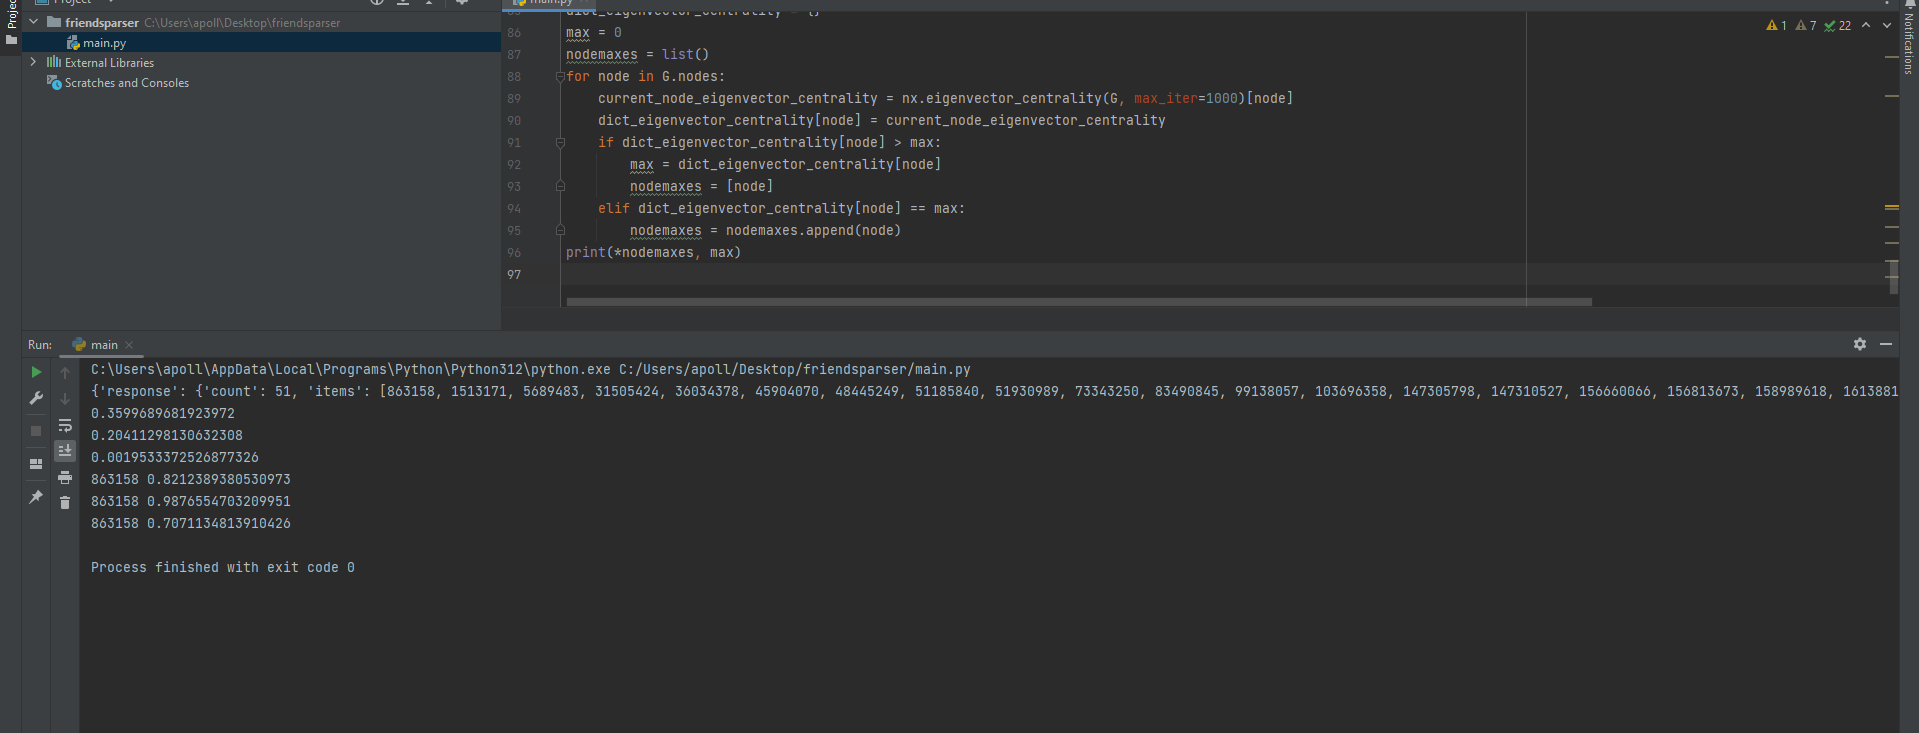 Project
main.py
Project
friendsparser C:\Users\apoll\Desktop\friendsparser
main.py
External Libraries
Scratches and Consoles
85 dict_eigenvector_centrality = {}
86 max = 0
87 nodemaxes = list()
88 for node in G.nodes:
89 current_node_eigenvector_centrality = nx.eigenvector_centrality(G, max_iter=1000)[node]
90 dict_eigenvector_centrality[node] = current_node_eigenvector_centrality
91 if dict_eigenvector_centrality[node] > max:
92 max = dict_eigenvector_centrality[node]
93 nodemaxes = [node]
94 elif dict_eigenvector_centrality[node] == max:
95 nodemaxes = nodemaxes.append(node)
96 print(*nodemaxes, max)
97
1 7 22
Notifications
Run: main
C:\Users\apoll\AppData\Local\Programs\Python\Python312\python.exe C:/Users/apoll/Desktop/friendsparser/main.py
{'response': {'count': 51, 'items': [863158, 1513171, 5689483, 31505424, 36034378, 45904070, 48445249, 51185840, 51930989, 73343250, 83490845, 99138057, 103696358, 147305798, 147310527, 156660066, 156813673, 158989618, 1613881
0.3599689681923972
0.20411298130632308
0.0019533372526877326
863158 0.8212389380530973
863158 0.9876554703209951
863158 0.7071134813910426
Process finished with exit code 0